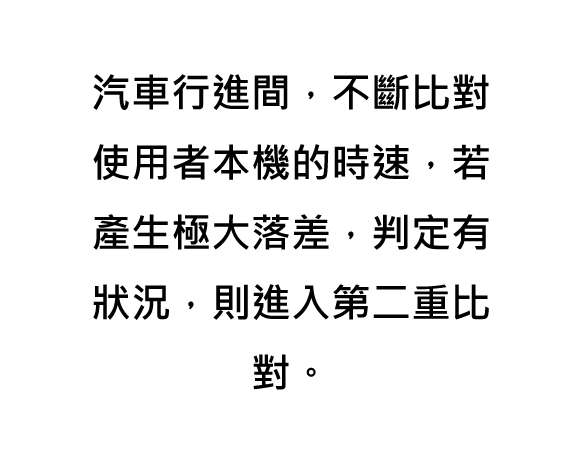 汽車行進間，不斷比對
使用者本機的時速，若
產生極大落差，判定有
狀況，則進入第二重比
對。